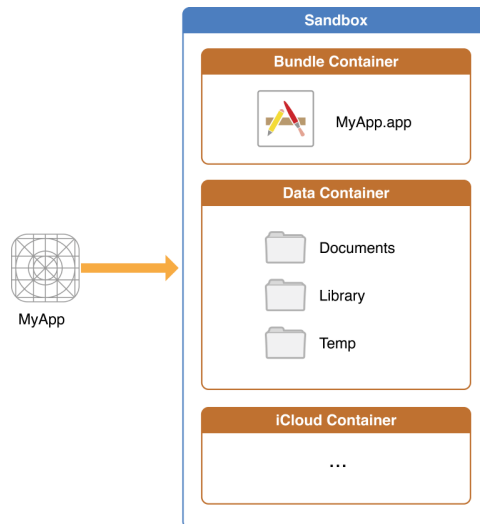 Sandbox
Bundle Container
MyApp.app
Data Container
Documents
Library
Temp
MyApp
iCloud Container
...